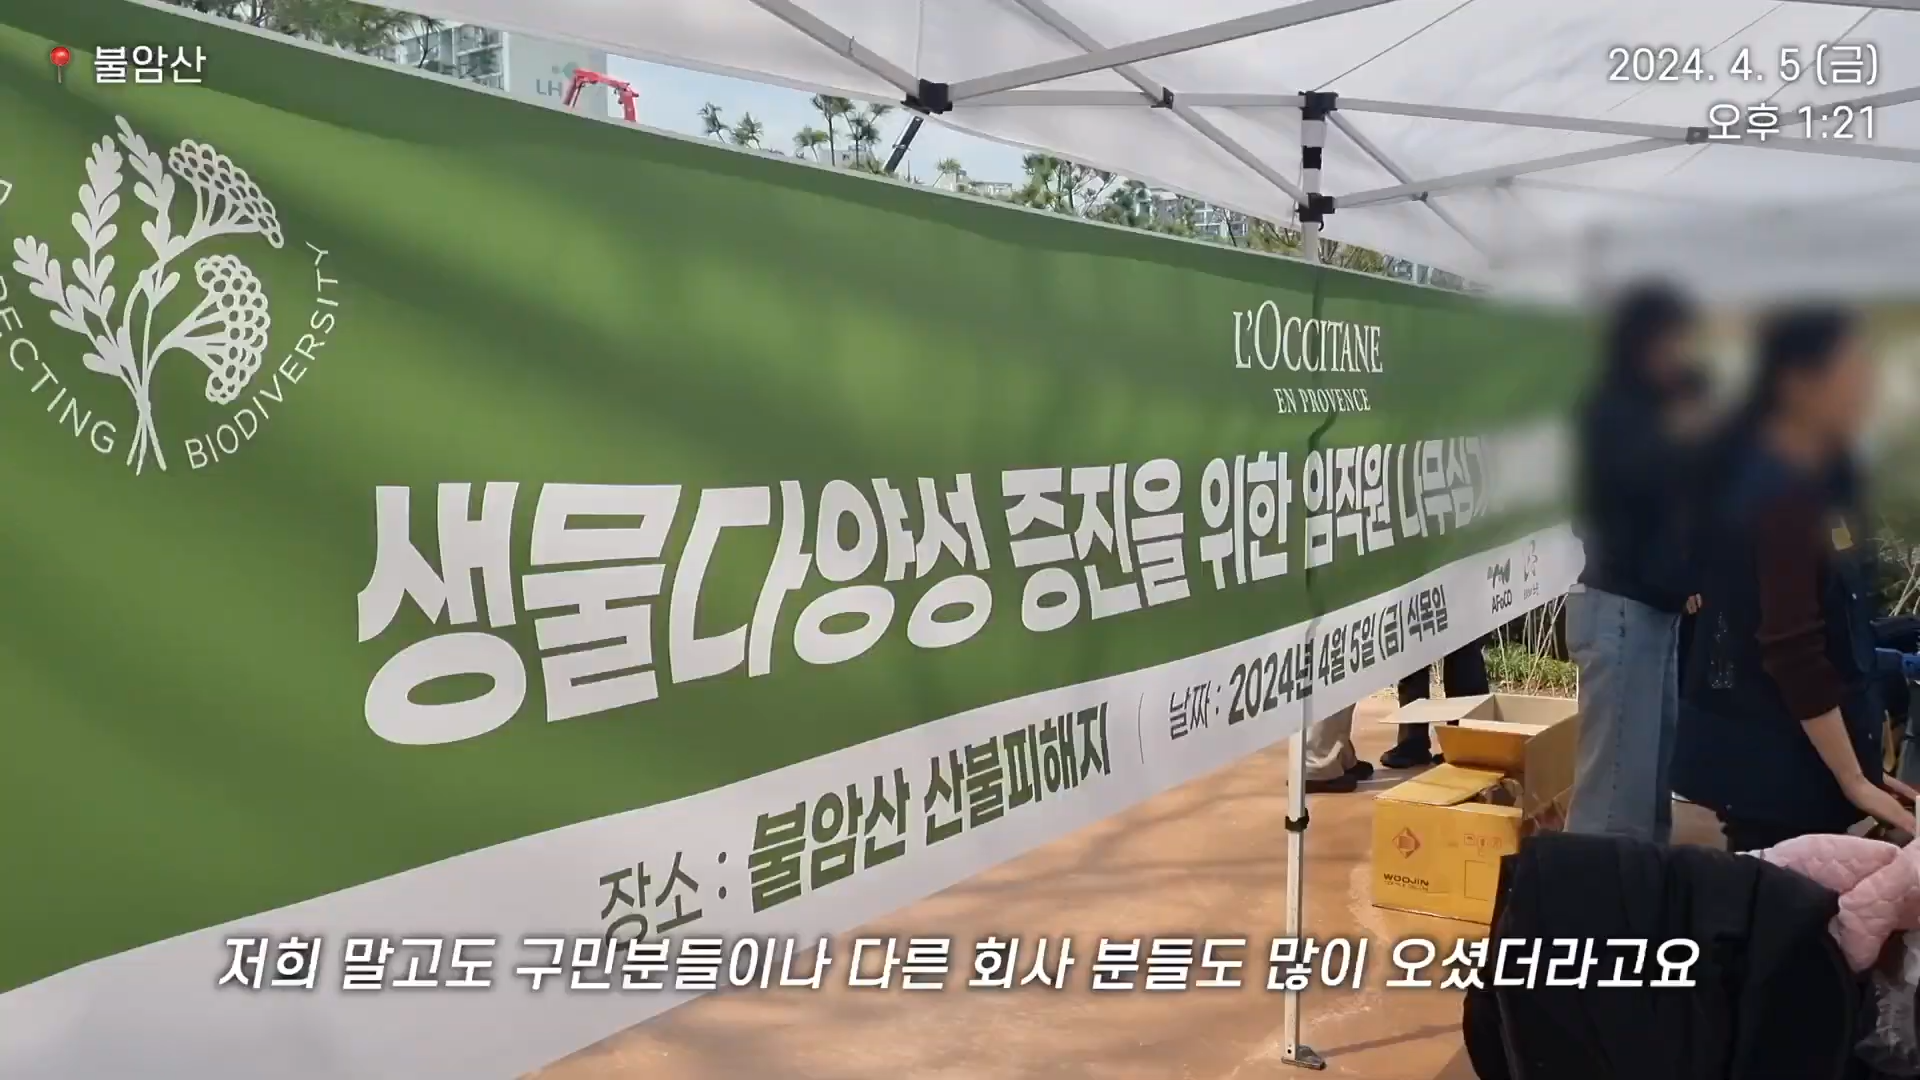 📍 불암산
2024. 4. 5 (금)
오후 1:21
LH
ECTING BIODIVERSITY
L'OCCITANE
EN PROVENCE
생물다양성 증진을 위한 임직원 나무심기
장소 : 불암산 산불피해지 | 날짜 : 2024년 4월 5일 (금) 식목일
AFoCO
WOOJIN
저희 말고도 구민분들이나 다른 회사 분들도 많이 오셨더라고요